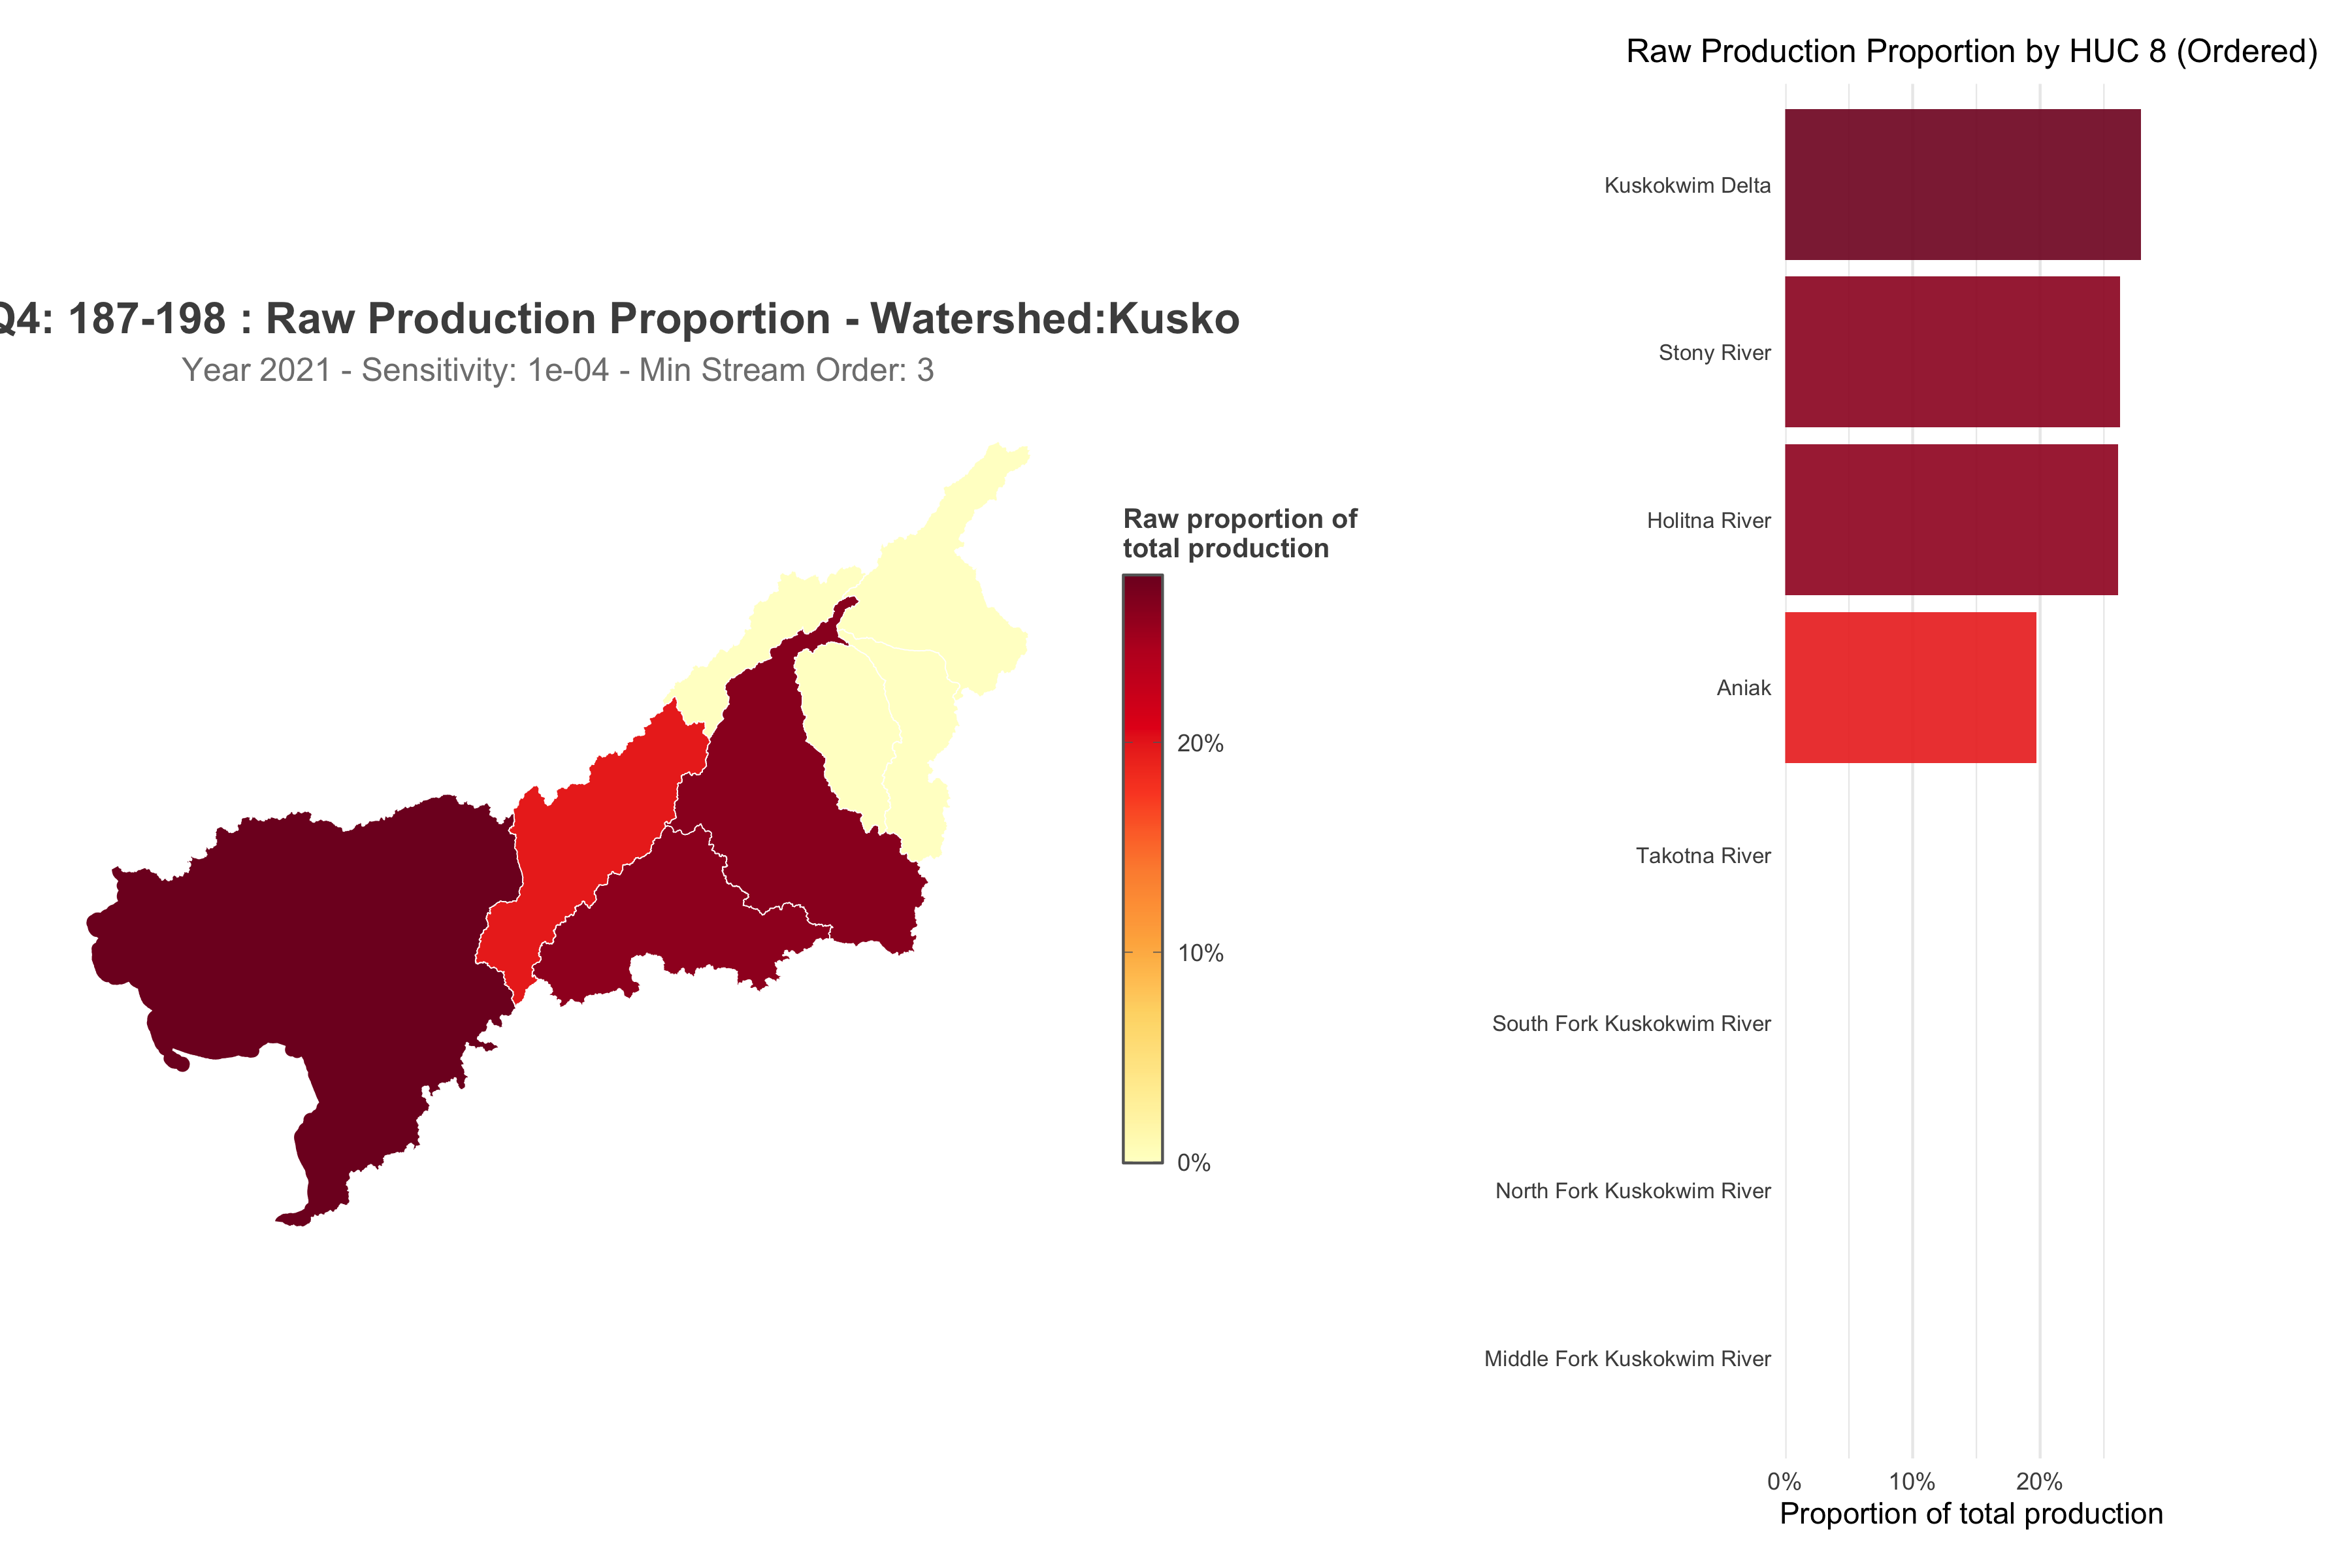 Q4: 187-198 : Raw Production Proportion - Watershed:Kusko
Year 2021 - Sensitivity: 1e-04 - Min Stream Order: 3
Raw proportion of
total production
20%
10%
0%
Raw Production Proportion by HUC 8 (Ordered)
Kuskokwim Delta
Stony River
Holitna River
Aniak
Takotna River
South Fork Kuskokwim River
North Fork Kuskokwim River
Middle Fork Kuskokwim River
0% 10% 20%
Proportion of total production